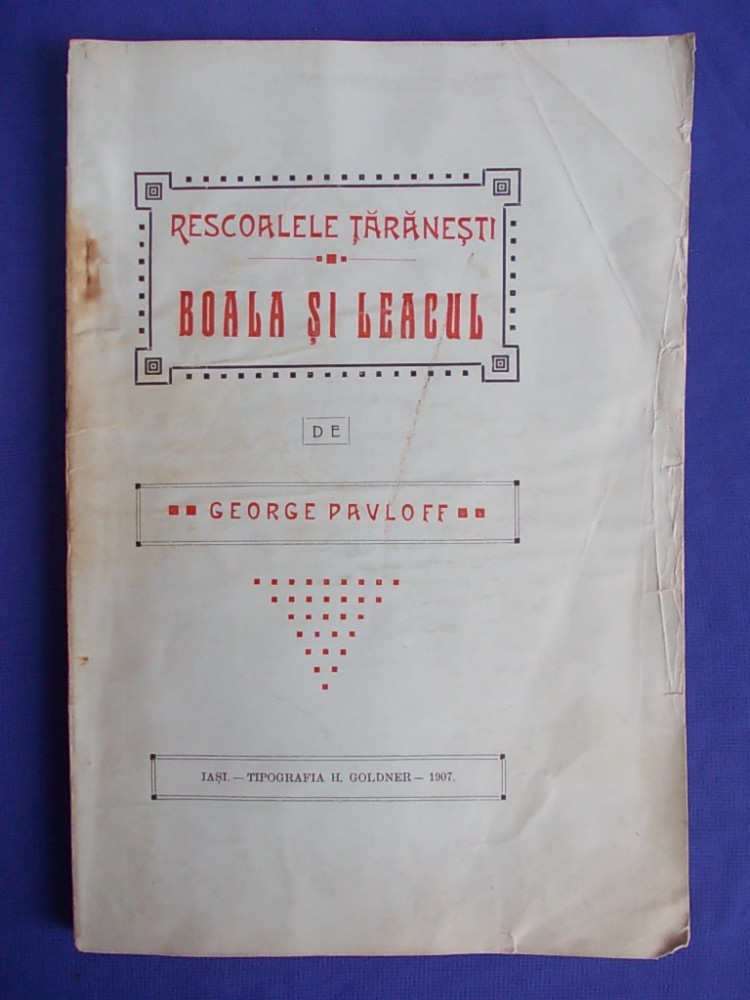 RESCOALELE ȚĂRĂNEȘTI
BOALA ȘI LEACUL
DE
GEORGE PAVLOFF
IAȘI. — TIPOGRAFIA H. GOLDNER — 1907.